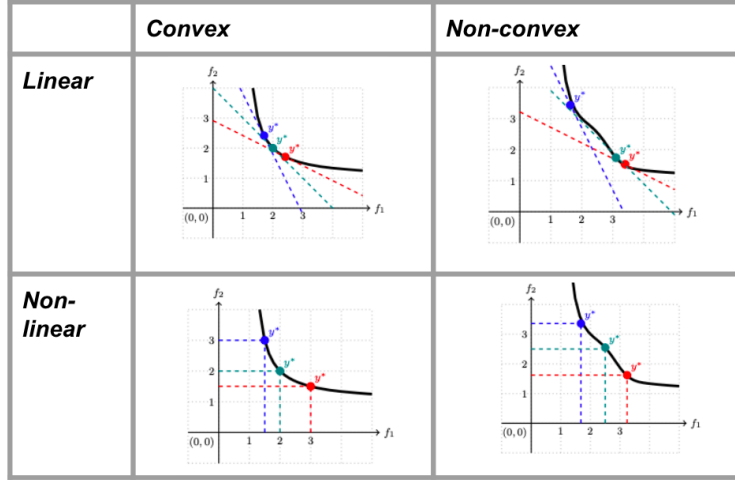 Convex
Non-convex
Linear
f₂
3
2
1
y*
y*
y*
(0,0)
1
2
3
f₁
f₂
3
2
1
y*
y*
y*
(0,0)
1
2
3
f₁
Non-
linear
f₂
3
2
1
y*
y*
y*
(0,0)
1
2
3
f₁
f₂
3
2
1
y*
y*
y*
(0,0)
1
2
3
f₁